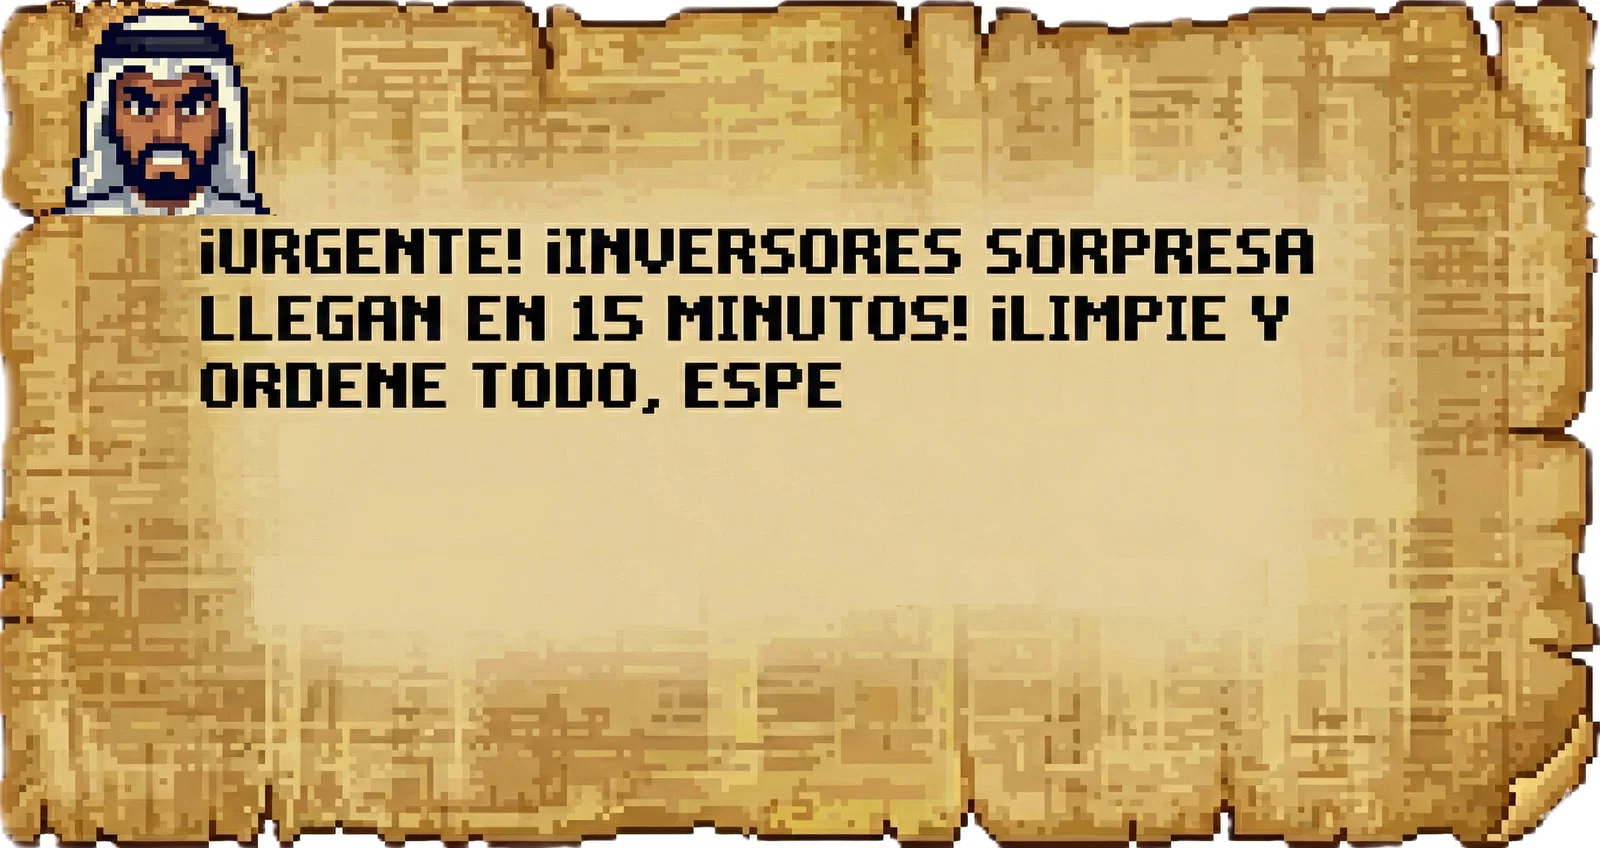 ¡URGENTE! ¡INVERSORES SORPRESA
LLEGAN EN 15 MINUTOS! ¡LIMPIE Y
ORDENE TODO, ESPE